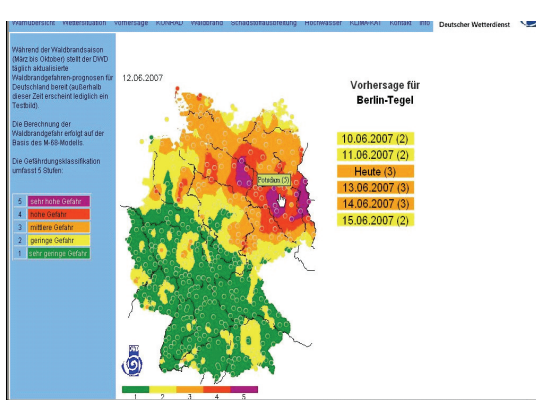 Warnübersicht Wettersituation Vorhersage KONRAD Waldbrand Schadstoffausbreitung Hochwasser KLIMA-KAT Kontakt Info
Deutscher Wetterdienst
Während der Waldbrandsaison
(März bis Oktober) stellt der DWD
täglich aktualisierte
Waldbrandgefahren-prognosen für
Deutschland bereit (außerhalb
dieser Zeit erscheint lediglich ein
Testbild).
Die Berechnung der
Waldbrandgefahr erfolgt auf der
Basis des M-68-Modells.
Die Gefährdungsklassifikation
umfasst 5 Stufen:
5 sehr hohe Gefahr
4 hohe Gefahr
3 mittlere Gefahr
2 geringe Gefahr
1 sehr geringe Gefahr
12.06.2007
Potsdam (3)
1 2 3 4 5
Vorhersage für
Berlin-Tegel
10.06.2007 (2)
11.06.2007 (2)
Heute (3)
13.06.2007 (3)
14.06.2007 (3)
15.06.2007 (2)